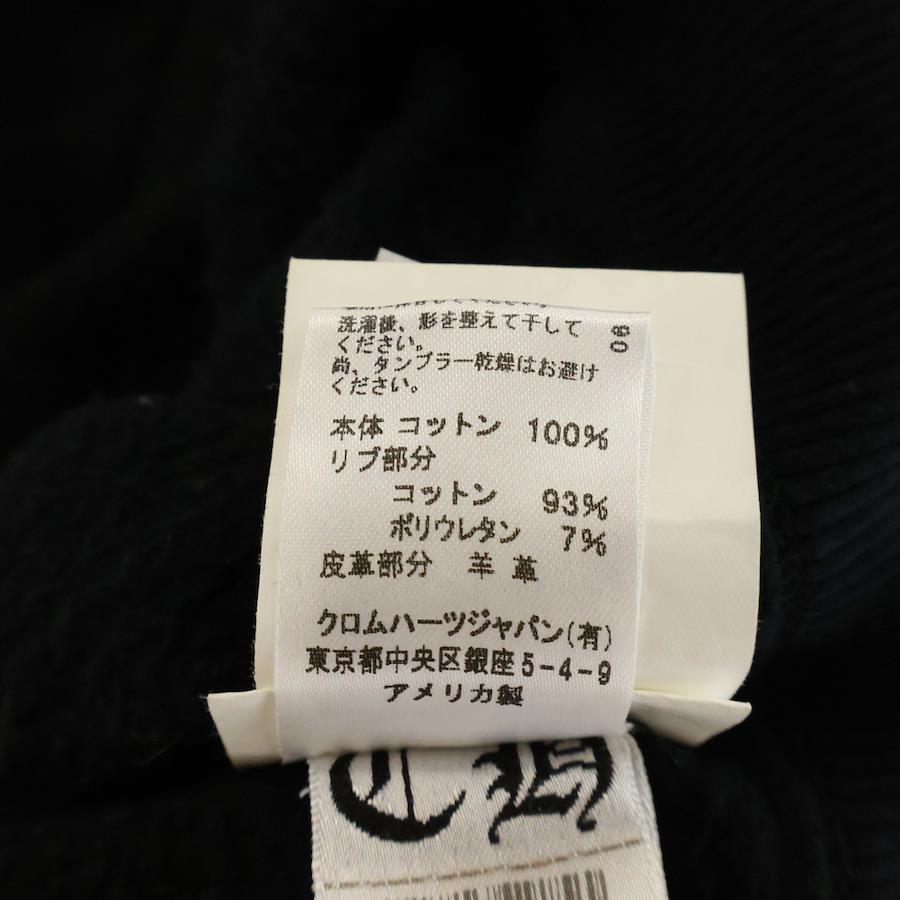 洗濯後、形を整えて干して
ください。
尚、タンブラー乾燥はお避け
ください。
本体 コットン 100%
リブ部分
コットン 93%
ポリウレタン 7%
皮革部分 羊革
クロムハーツジャパン(有)
東京都中央区銀座5-4-9
アメリカ製
08
CH